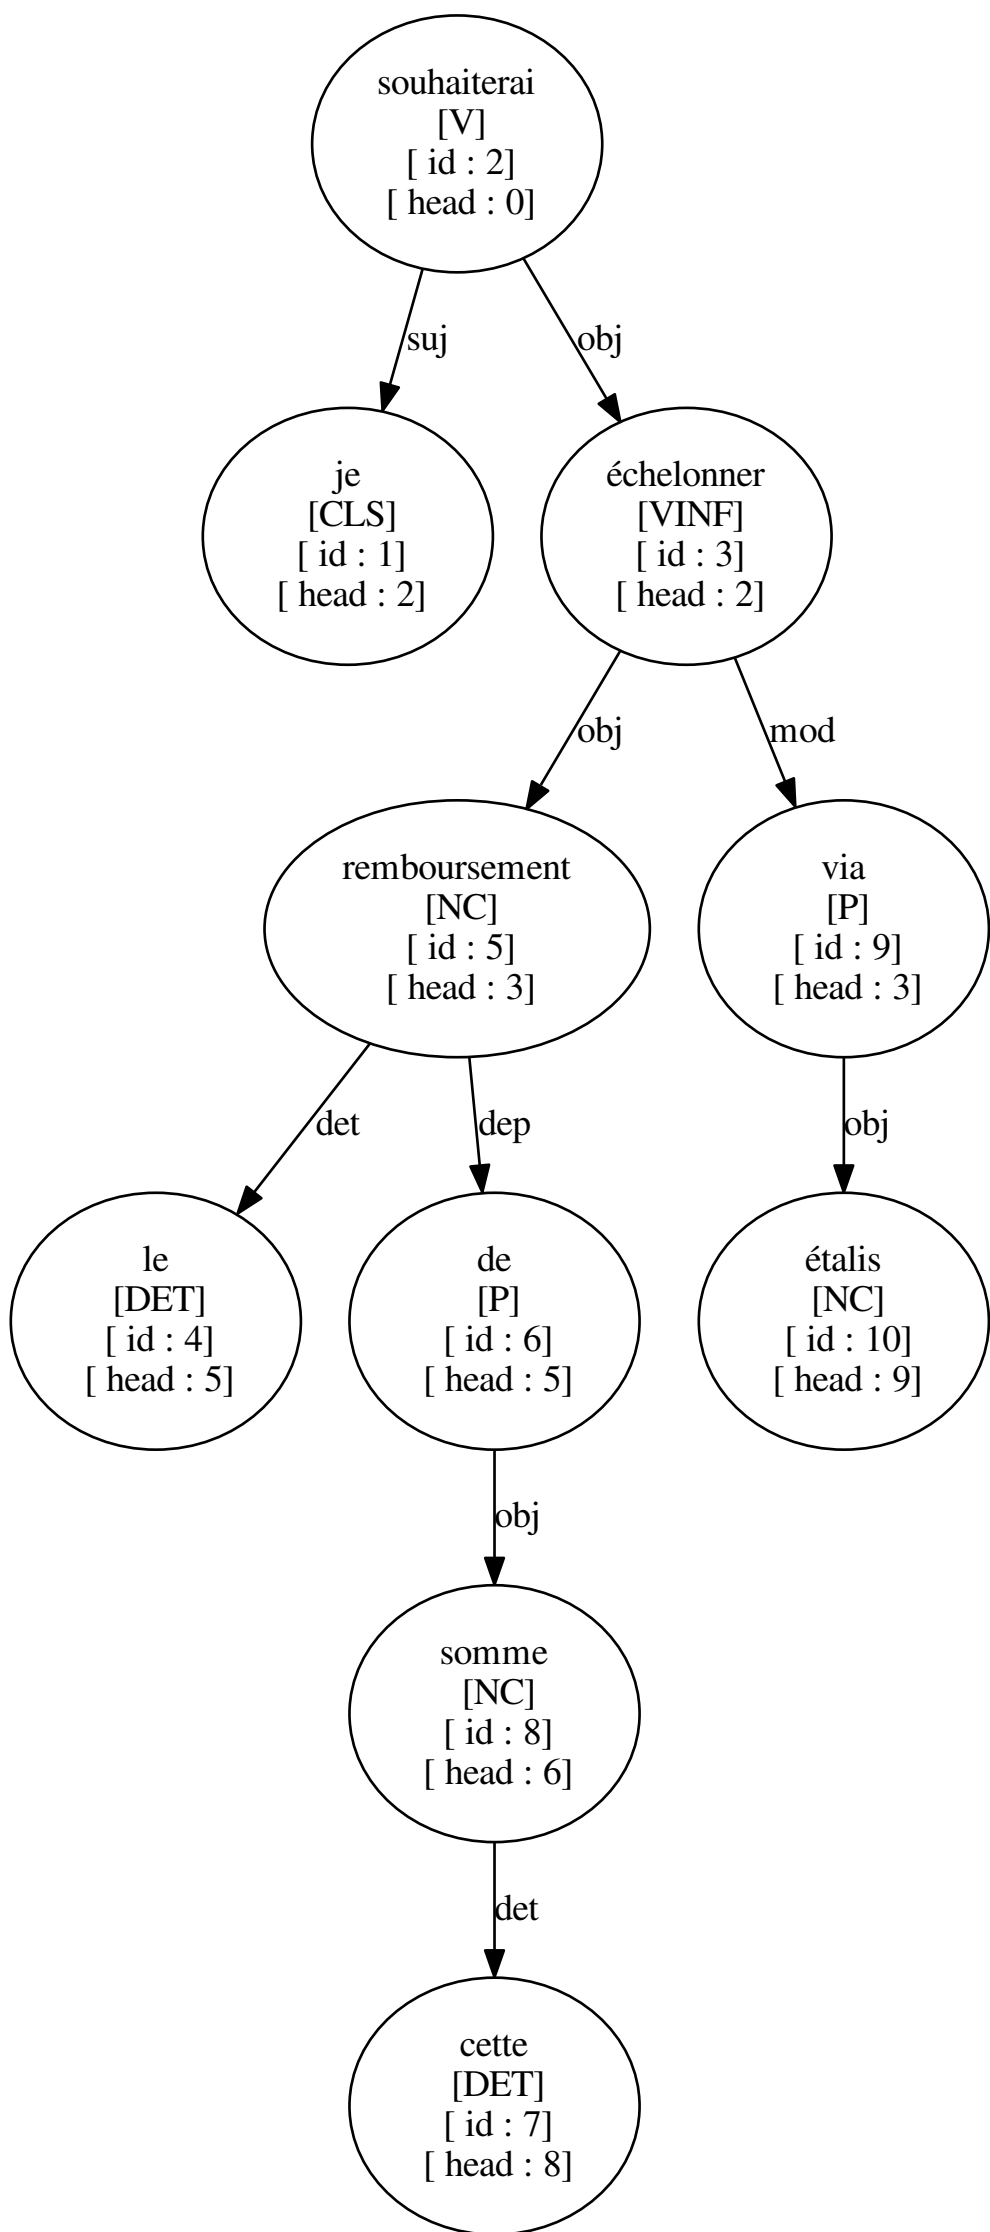 souhaiterai
[V]
[ id : 2]
[ head : 0]
suj
obj
je
[CLS]
[ id : 1]
[ head : 2]
échelonner
[VINF]
[ id : 3]
[ head : 2]
obj
mod
remboursement
[NC]
[ id : 5]
[ head : 3]
via
[P]
[ id : 9]
[ head : 3]
det
dep
obj
le
[DET]
[ id : 4]
[ head : 5]
de
[P]
[ id : 6]
[ head : 5]
étalis
[NC]
[ id : 10]
[ head : 9]
obj
somme
[NC]
[ id : 8]
[ head : 6]
det
cette
[DET]
[ id : 7]
[ head : 8]